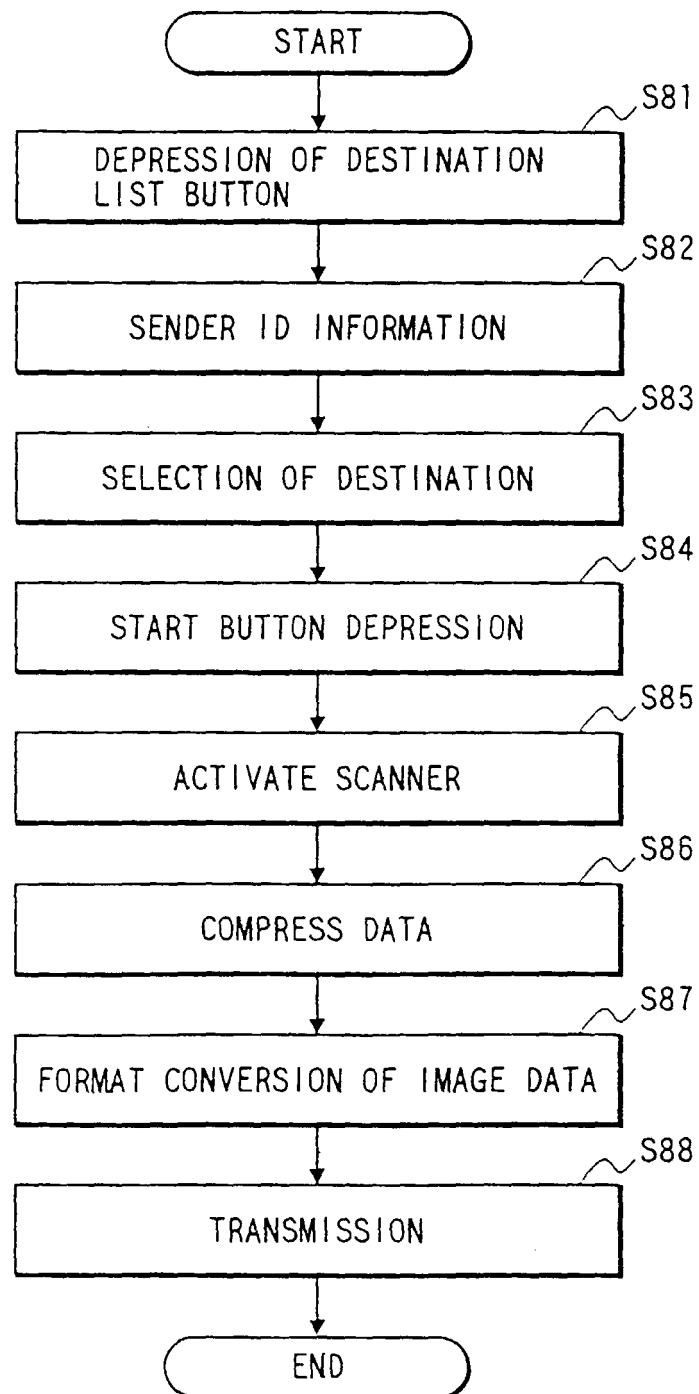 START
S81
DEPRESSION OF DESTINATION
LIST BUTTON
S82
SENDER ID INFORMATION
S83
SELECTION OF DESTINATION
S84
START BUTTON DEPRESSION
S85
ACTIVATE SCANNER
S86
COMPRESS DATA
S87
FORMAT CONVERSION OF IMAGE DATA
S88
TRANSMISSION
END